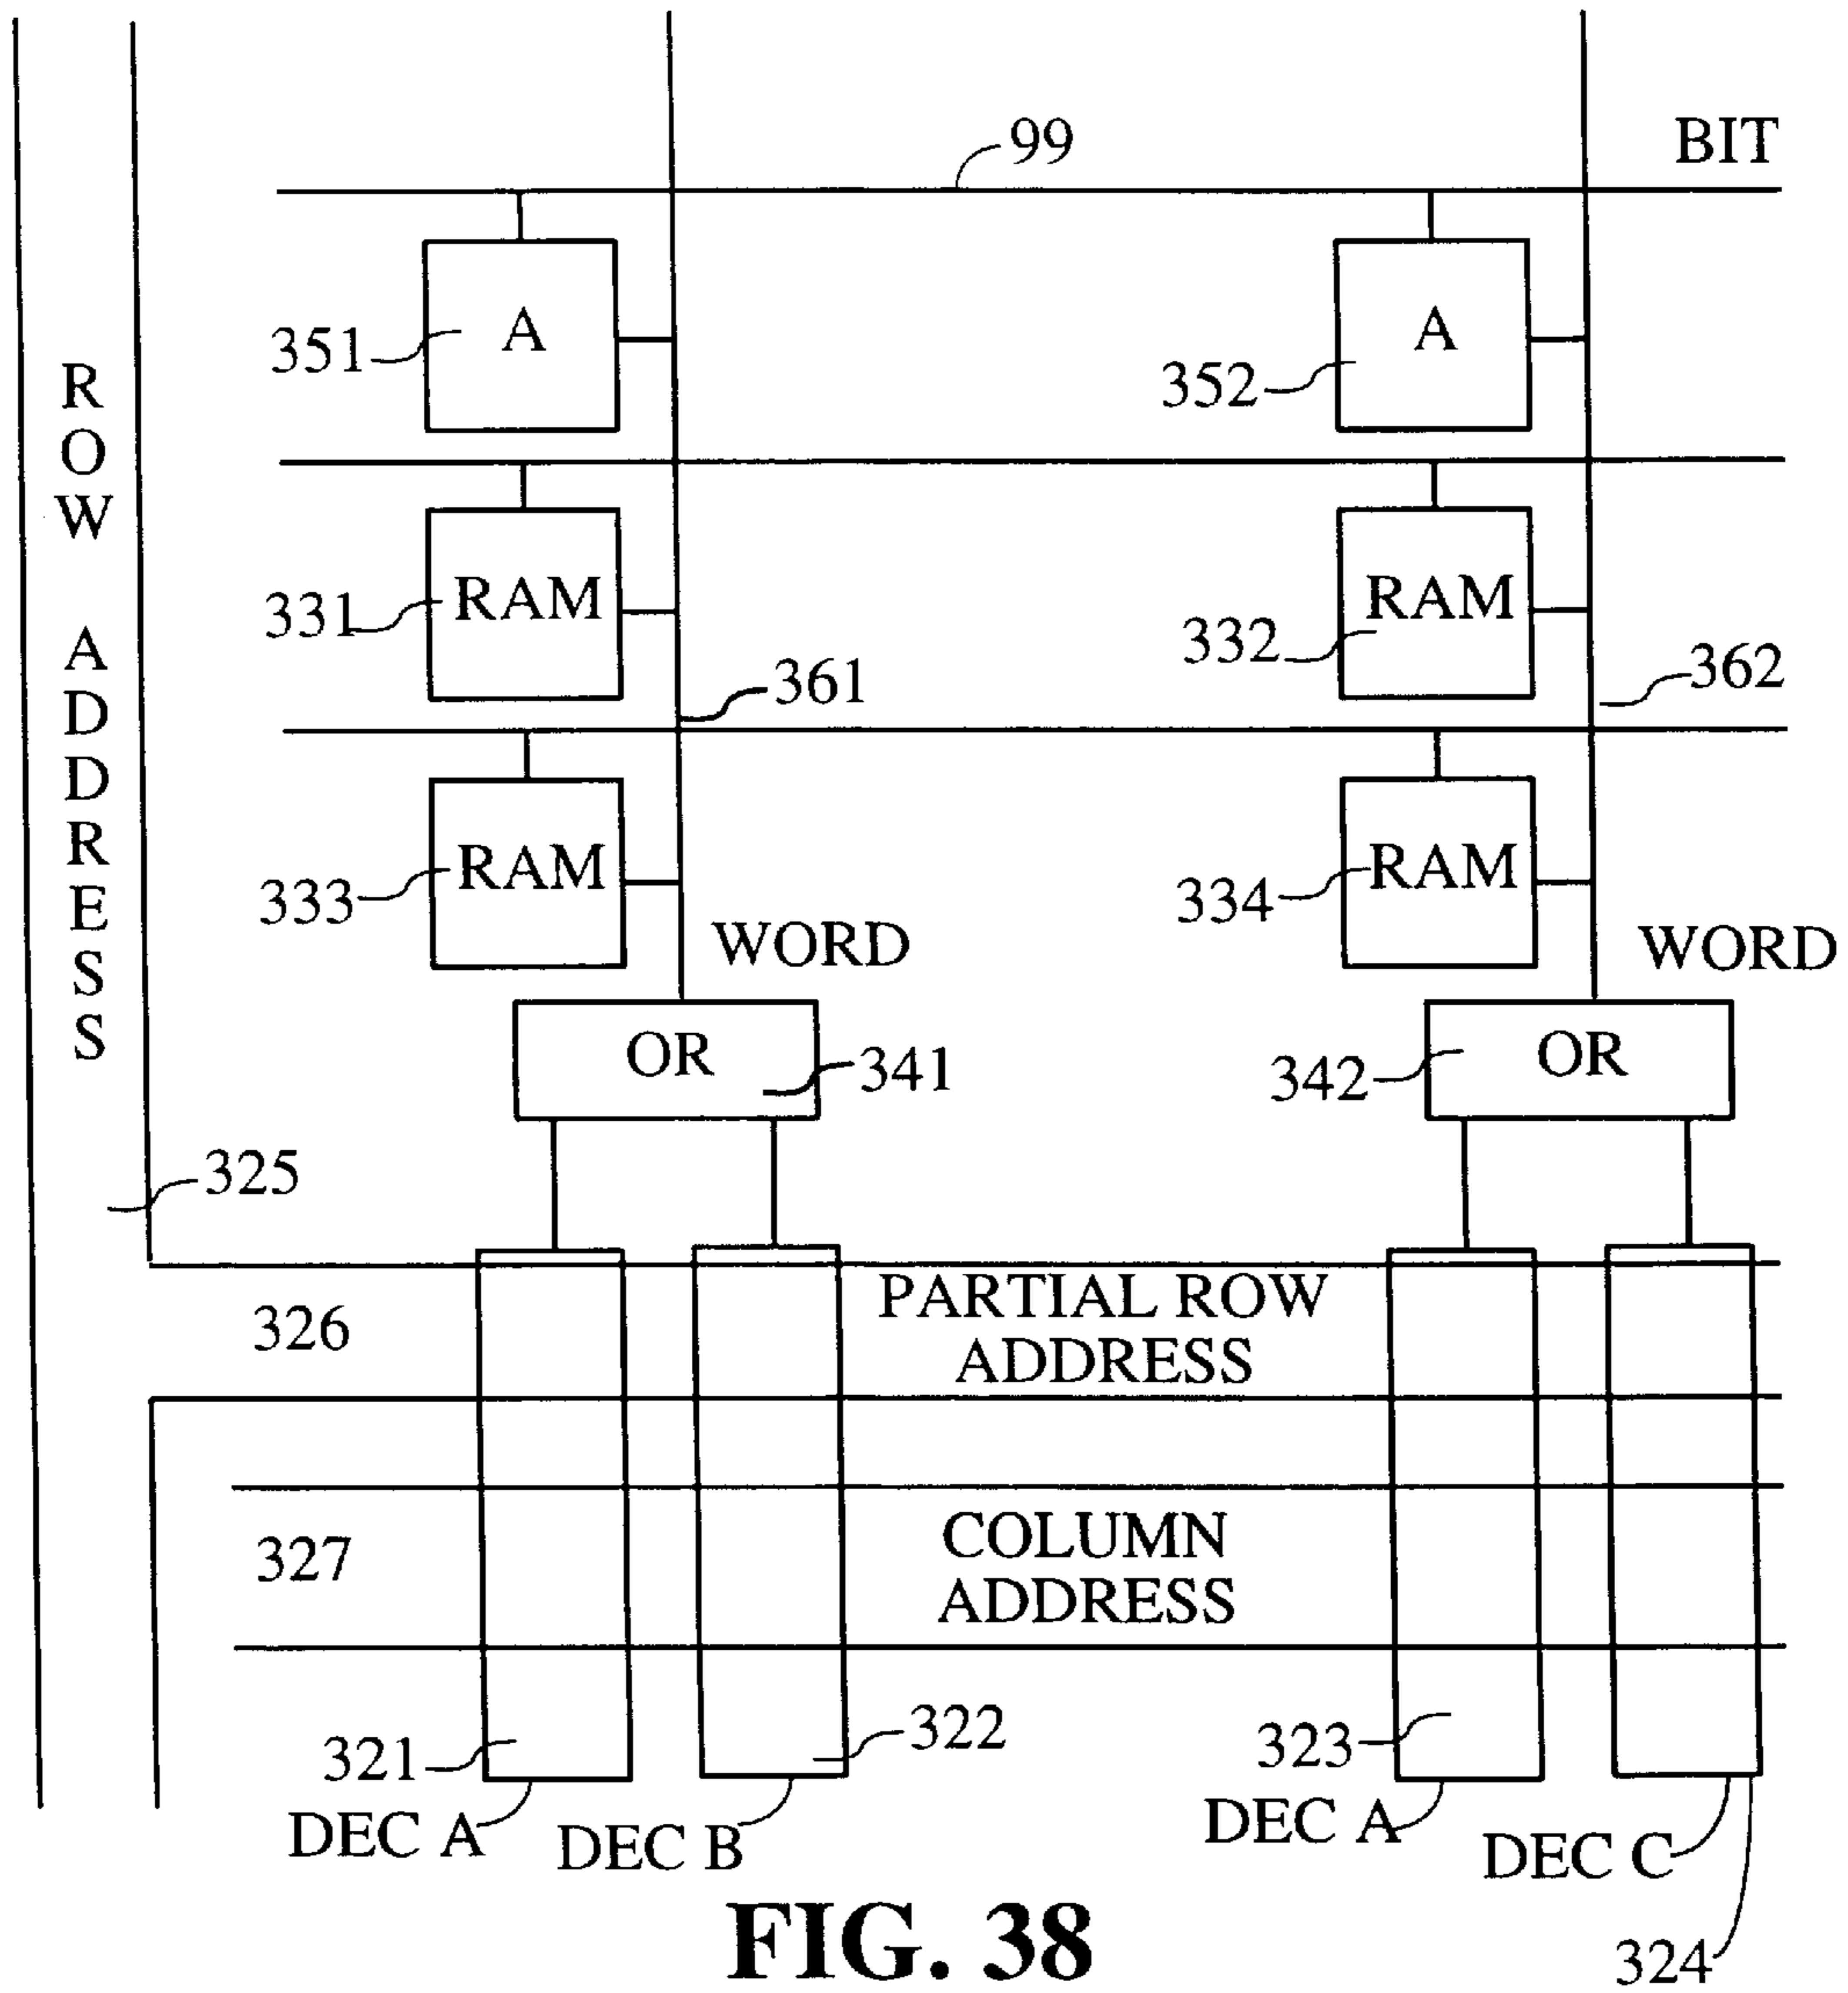 99
BIT
A
A
351
352
ROW ADDRESS
RAM
RAM
331
332
361
362
RAM
RAM
333
334
WORD
WORD
OR
OR
341
342
325
PARTIAL ROW
ADDRESS
326
COLUMN
ADDRESS
327
321
322
323
DEC A
DEC B
DEC A
DEC C
FIG. 38
324